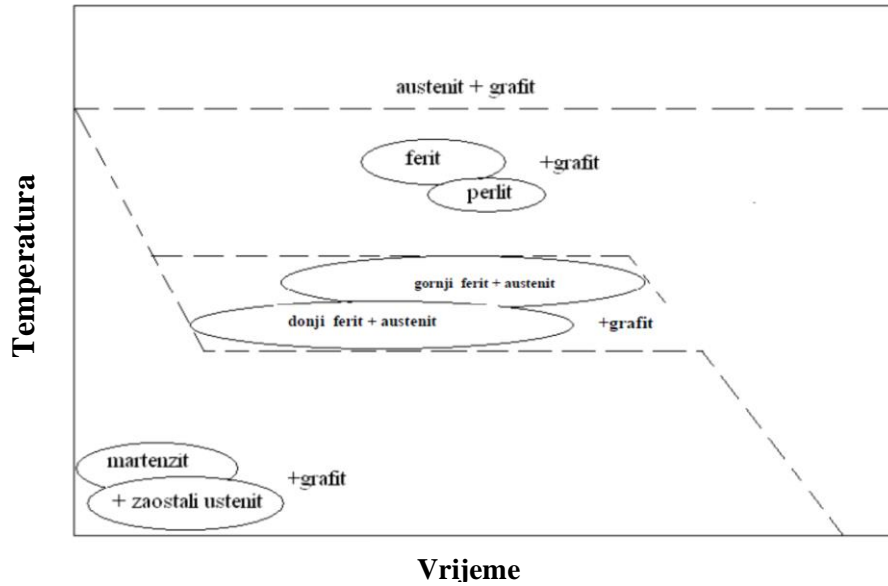 austenit + grafit
ferit
+grafit
perlit
gornji ferit + austenit
donji ferit + austenit
+grafit
martenzit
+grafit
+ zaostali ustenit
Temperatura
Vrijeme